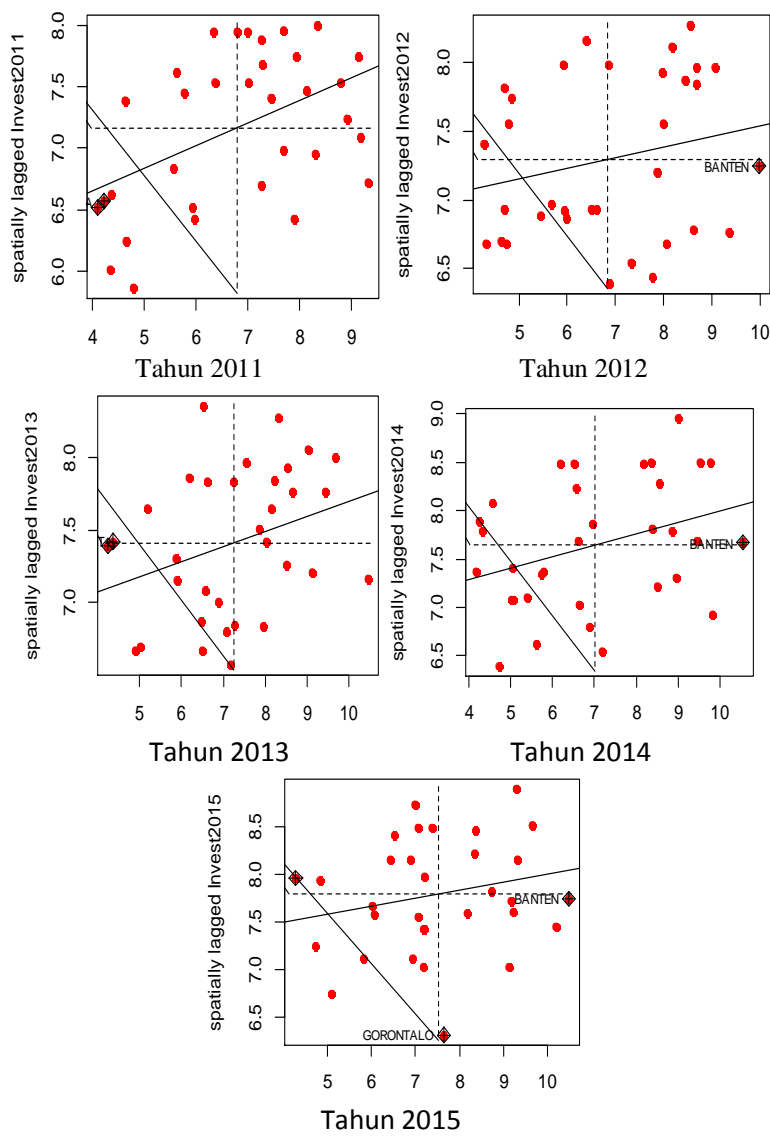 spatially lagged Invest2011
8.0
7.5
7.0
6.5
6.0
4 5 6 7 8 9
Tahun 2011
spatially lagged Invest2012
8.0
7.5
7.0
6.5
BANTEN
5 6 7 8 9 10
Tahun 2012
spatially lagged Invest2013
8.0
7.5
7.0
5 6 7 8 9 10
Tahun 2013
spatially lagged Invest2014
9.0
8.5
8.0
7.5
7.0
6.5
BANTEN
4 5 6 7 8 9 10
Tahun 2014
spatially lagged Invest2015
8.5
8.0
7.5
7.0
6.5
BANTEN
GORONTALO
5 6 7 8 9 10
Tahun 2015